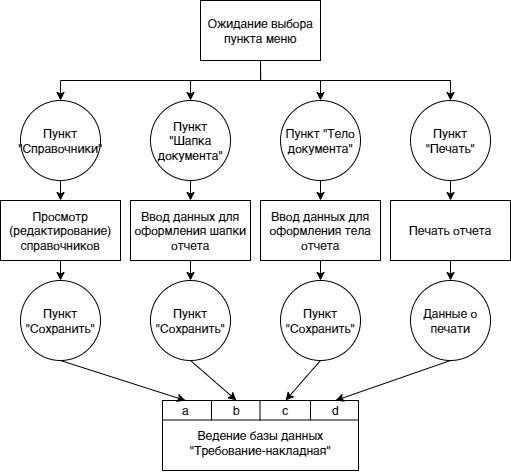 Ожидание выбора
пункта меню
Пункт
"Справочники"
Пункт
"Шапка
документа"
Пункт "Тело
документа"
Пункт
"Печать"
Просмотр
(редактирование)
справочников
Ввод данных для
оформления шапки
отчета
Ввод данных для
оформления тела
отчета
Печать отчета
Пункт
"Сохранить"
Пункт
"Сохранить"
Пункт
"Сохранить"
Данные о
печати
a b c d
Ведение базы данных
"Требование-накладная"